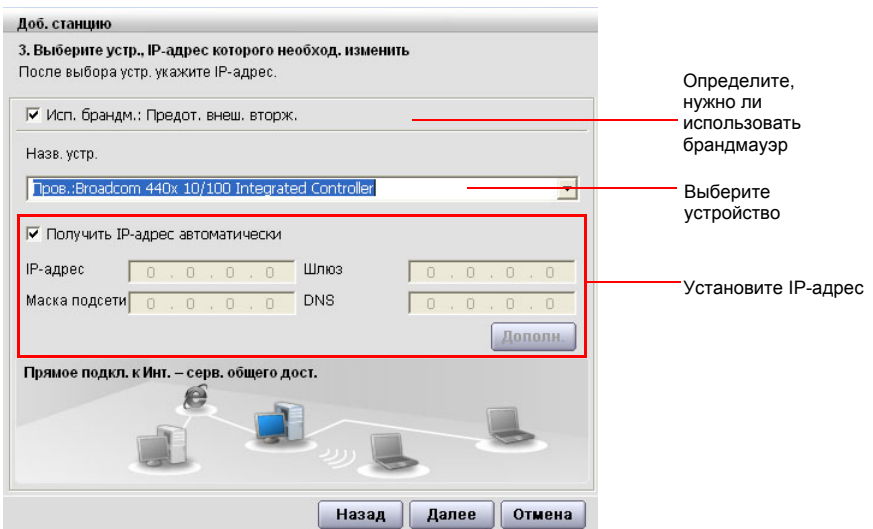 Доб. станцию
3. Выберите устр., IP-адрес которого необход. изменить
После выбора устр. укажите IP-адрес.
Исп. брандм.: Предот. внеш. вторж.
Определите,
нужно ли
использовать
брандмауэр
Назв. устр.
Пров.:Broadcom 440x 10/100 Integrated Controller
Выберите
устройство
Получить IP-адрес автоматически
IP-адрес 0 . 0 . 0 . 0 Шлюз 0 . 0 . 0 . 0
Маска подсети 0 . 0 . 0 . 0 DNS 0 . 0 . 0 . 0
Установите IP-адрес
Дополн.
Прямое подкл. к Инт. – серв. общего дост.
Назад Далее Отмена